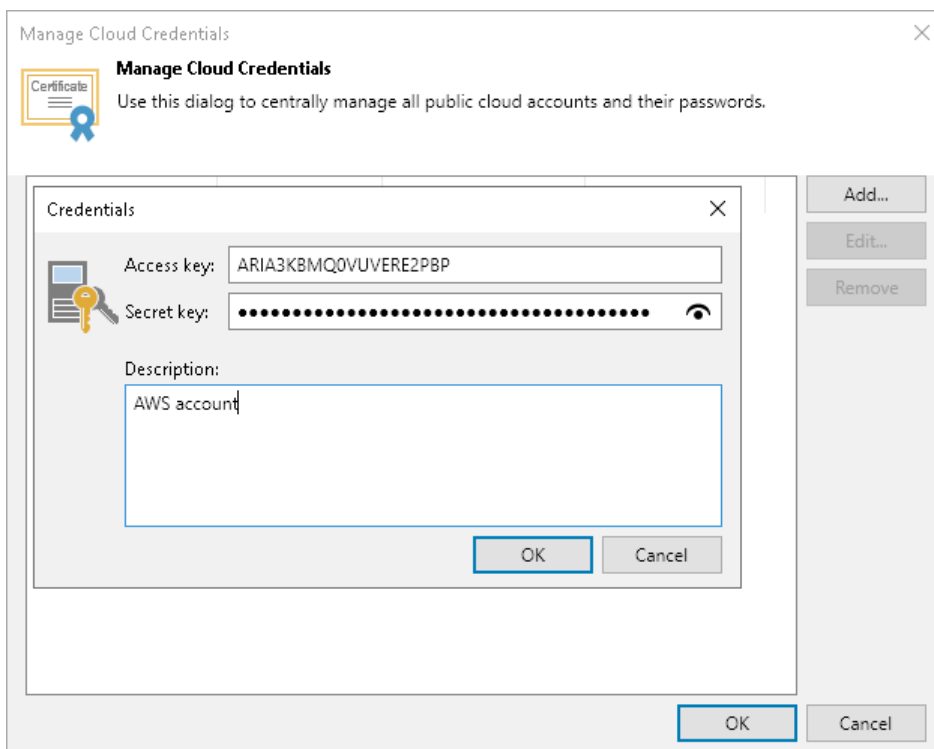 Manage Cloud Credentials
Manage Cloud Credentials
Certificate
Use this dialog to centrally manage all public cloud accounts and their passwords.
Add...
Edit...
Remove
Credentials
Access key: ARIA3KBMQ0VUVERE2PBP
Secret key: ••••••••••••••••••••••••••••••••••••••
Description:
AWS account
OK Cancel
OK Cancel